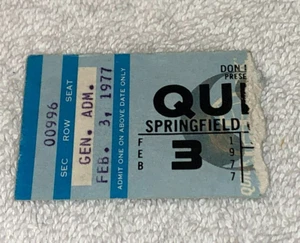 DON
PRESE
QU
SPRINGFIELD
FEB
3
1977
SEC ROW SEAT
00996
GEN. ADM.
FEB. 3, 1977
ADMIT ONE ON ABOVE DATE ONLY